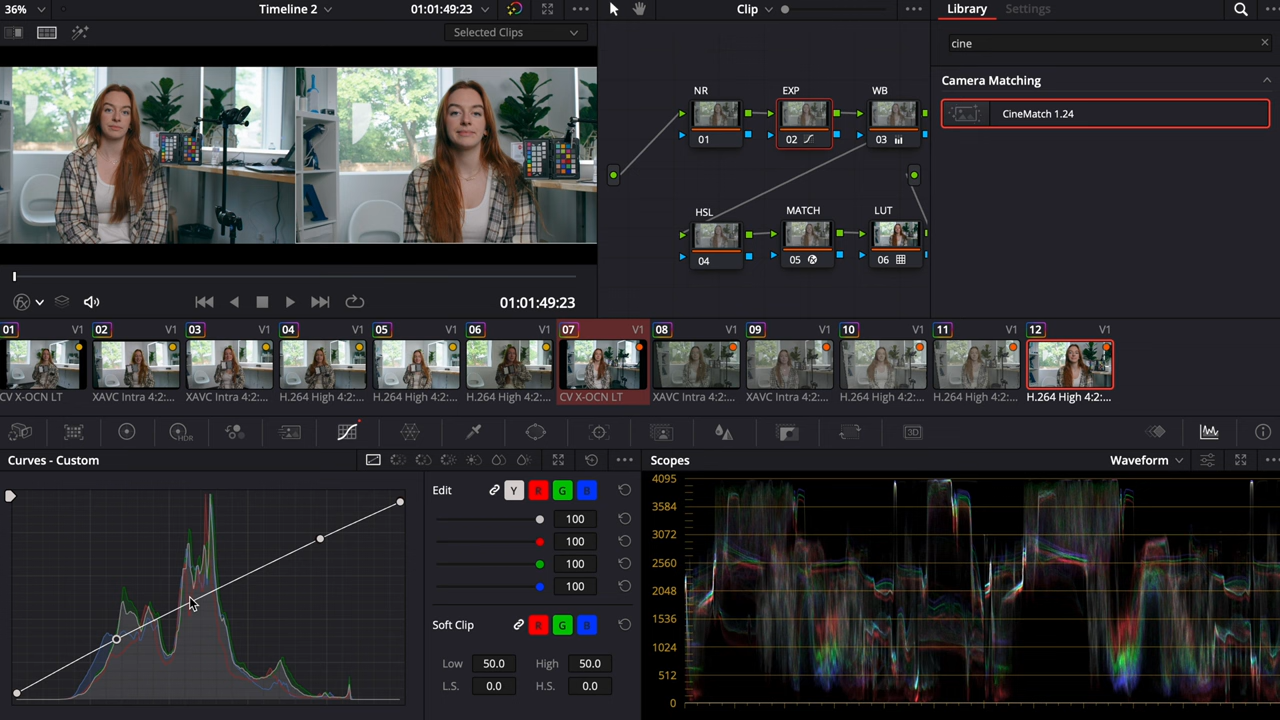 36%
Timeline 2
01:01:49:23
Clip
Library
Settings
Selected Clips
cine
Camera Matching
CineMatch 1.24
NR
EXP
WB
01
02
03
HSL
MATCH
LUT
04
05
06
01:01:49:23
01 V1
02 V1
03 V1
04 V1
05 V1
06 V1
07 V1
08 V1
09 V1
10 V1
11 V1
12 V1
CV X-OCN LT
XAVC Intra 4:2:...
XAVC Intra 4:2:...
H.264 High 4:2:...
H.264 High 4:2:...
H.264 High 4:2:...
CV X-OCN LT
XAVC Intra 4:2:...
XAVC Intra 4:2:...
H.264 High 4:2:...
H.264 High 4:2:...
H.264 High 4:2:...
HDR
3D
Curves - Custom
Edit
Y R G B
100
100
100
100
Soft Clip
R G B
Low 50.0 High 50.0
L.S. 0.0 H.S. 0.0
Scopes
Waveform
4095
3584
3072
2560
2048
1536
1024
512
0